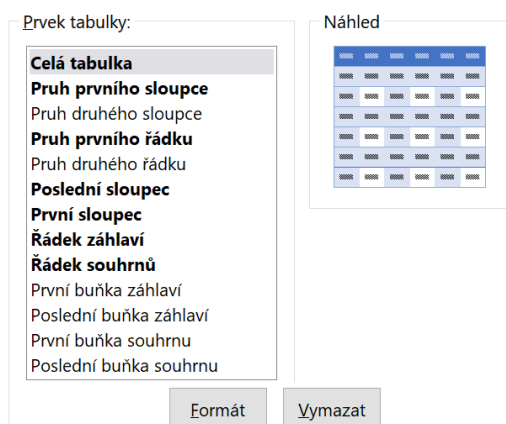 Prvek tabulky:
Náhled
Celá tabulka
Pruh prvního sloupce
Pruh druhého sloupce
Pruh prvního řádku
Pruh druhého řádku
Poslední sloupec
První sloupec
Řádek záhlaví
Řádek souhrnů
První buňka záhlaví
Poslední buňka záhlaví
První buňka souhrnu
Poslední buňka souhrnu
Formát
Vymazat